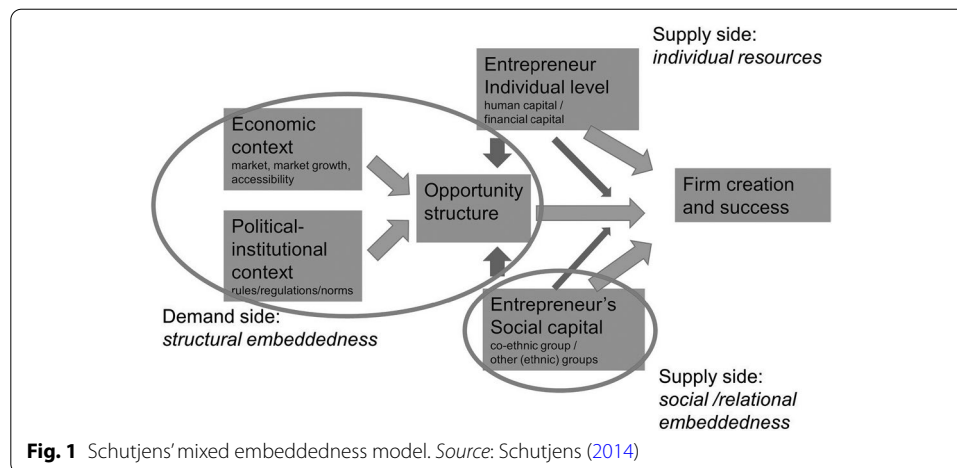 Supply side:
individual resources
Entrepreneur
Individual level
human capital /
financial capital
Economic
context
market, market growth,
accessibility
Opportunity
structure
Firm creation
and success
Political-
institutional
context
rules/regulations/norms
Demand side:
structural embeddedness
Entrepreneur's
Social capital
co-ethnic group /
other (ethnic) groups
Supply side:
social /relational
embeddedness
Fig. 1 Schutjens' mixed embeddedness model. Source: Schutjens (2014)